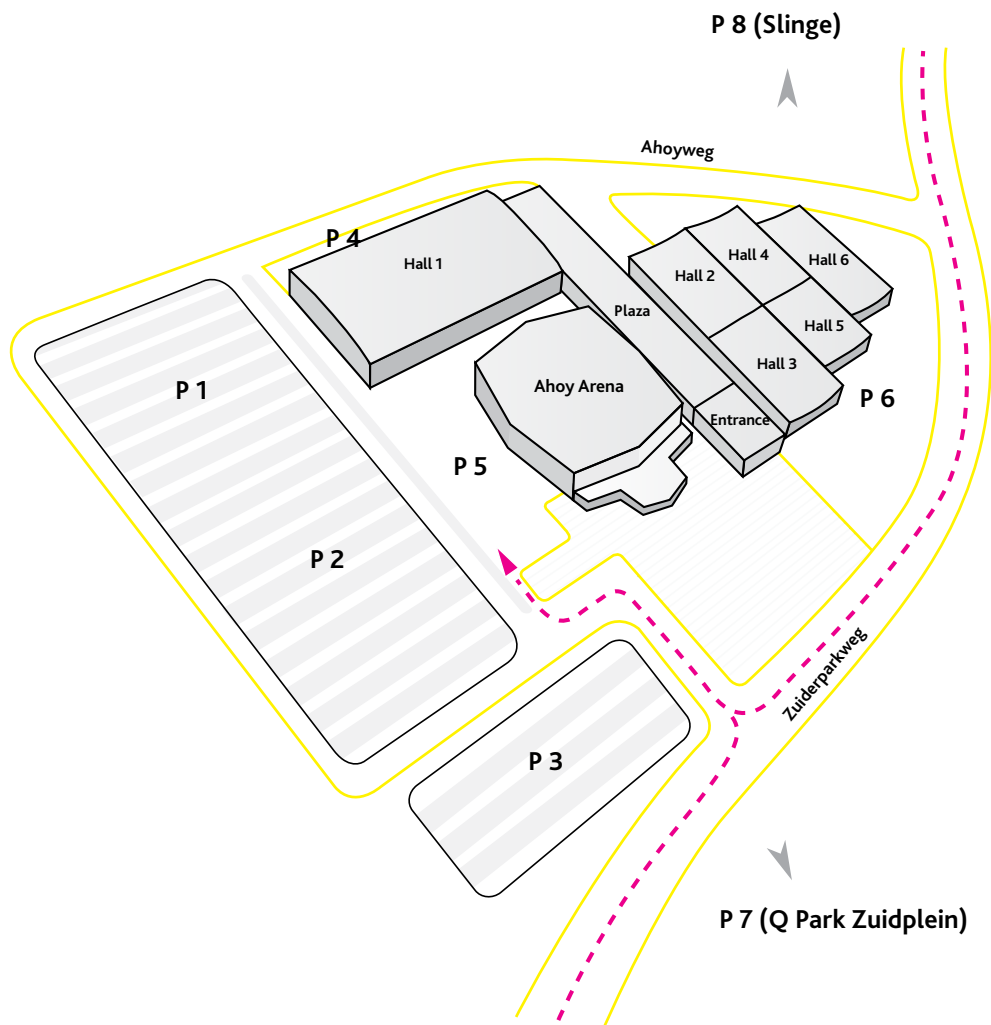 P 8 (Slinge)
Ahoyweg
P 4
Hall 1
Hall 4
Hall 6
Hall 2
Plaza
Hall 5
Hall 3
Ahoy Arena
P 1
P 6
Entrance
P 5
P 2
Zuiderparkweg
P 3
P 7 (Q Park Zuidplein)